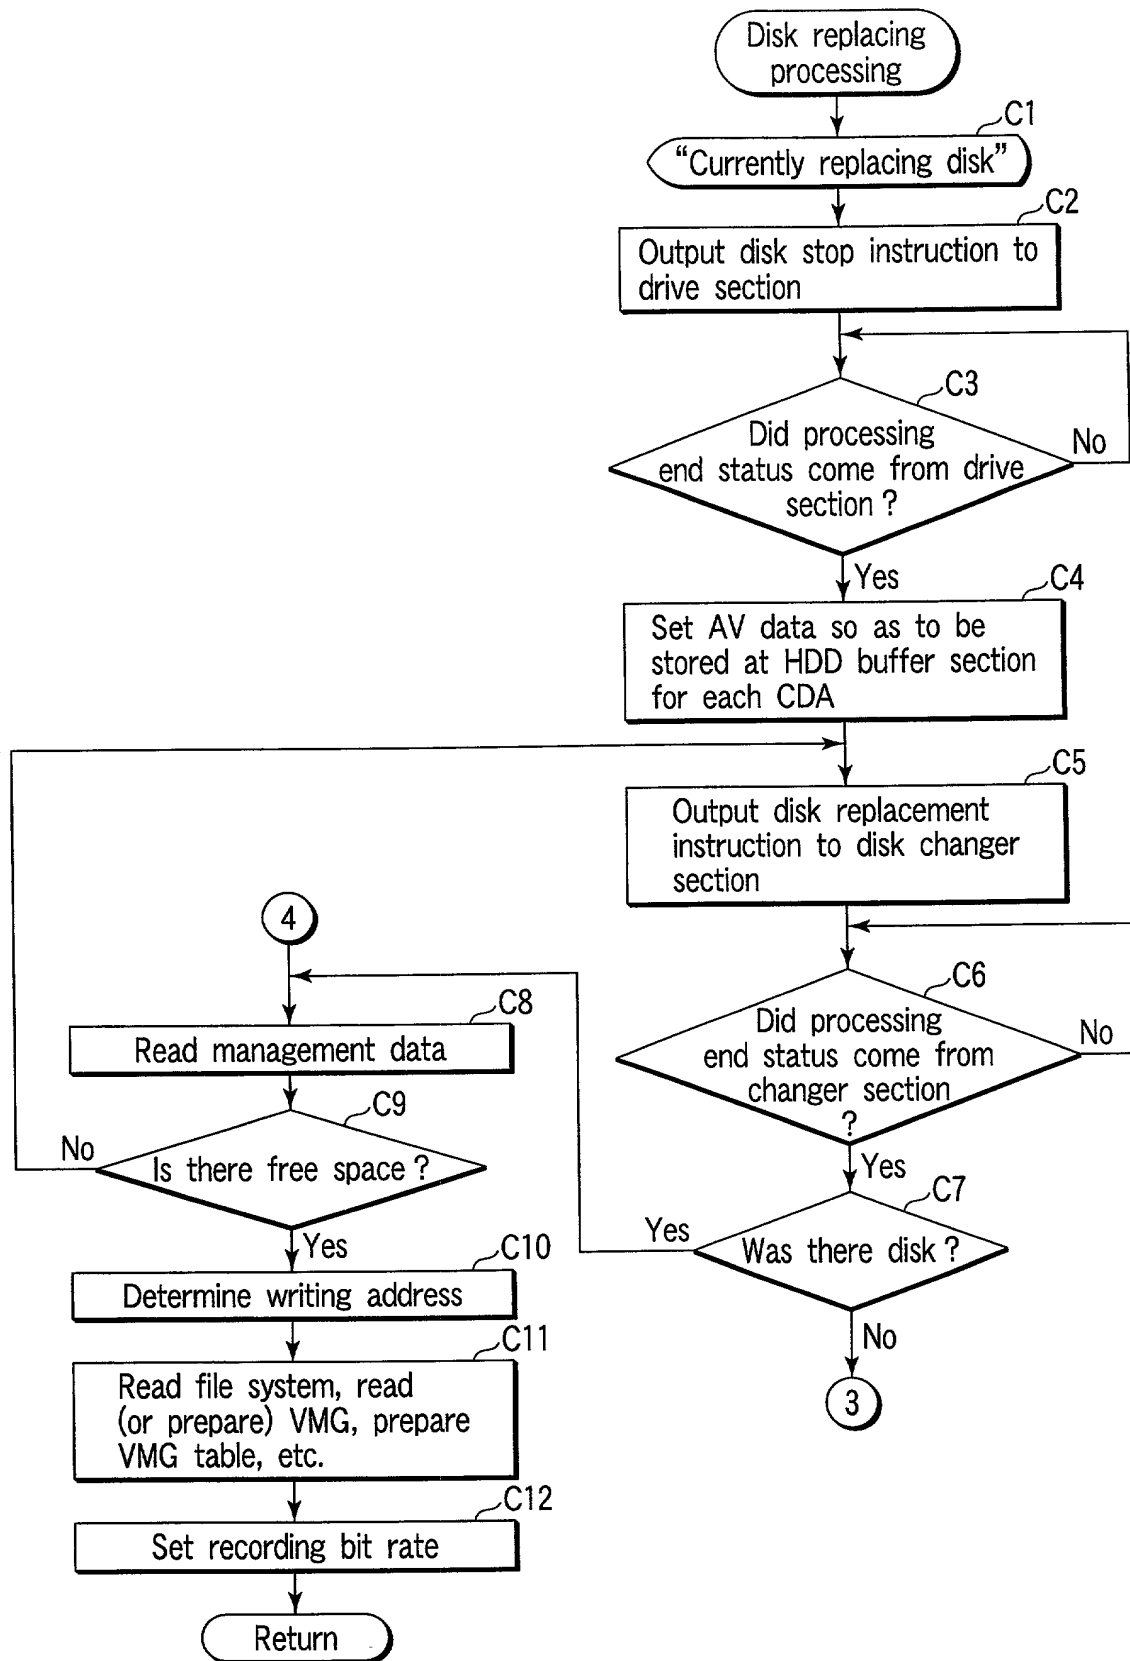 Disk replacing
processing
C1
“Currently replacing disk”
C2
Output disk stop instruction to
drive section
C3
Did processing
end status come from drive
section ?
No
Yes
C4
Set AV data so as to be
stored at HDD buffer section
for each CDA
C5
Output disk replacement
instruction to disk changer
section
C6
Did processing
end status come from
changer section
?
No
Yes
C7
Was there disk ?
Yes
No
3
4
C8
Read management data
C9
Is there free space ?
No
Yes
C10
Determine writing address
C11
Read file system, read
(or prepare) VMG, prepare
VMG table, etc.
C12
Set recording bit rate
Return